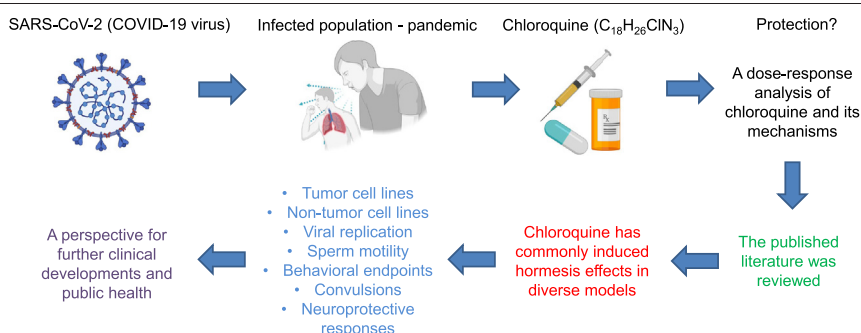 SARS-CoV-2 (COVID-19 virus)
Infected population - pandemic
Chloroquine (C₁₈H₂₆ClN₃)
Protection?
A dose-response
analysis of
chloroquine and its
mechanisms
Rx
The published
literature was
reviewed
Chloroquine has
commonly induced
hormesis effects in
diverse models
• Tumor cell lines
• Non-tumor cell lines
• Viral replication
• Sperm motility
• Behavioral endpoints
• Convulsions
• Neuroprotective
responses
A perspective for
further clinical
developments and
public health